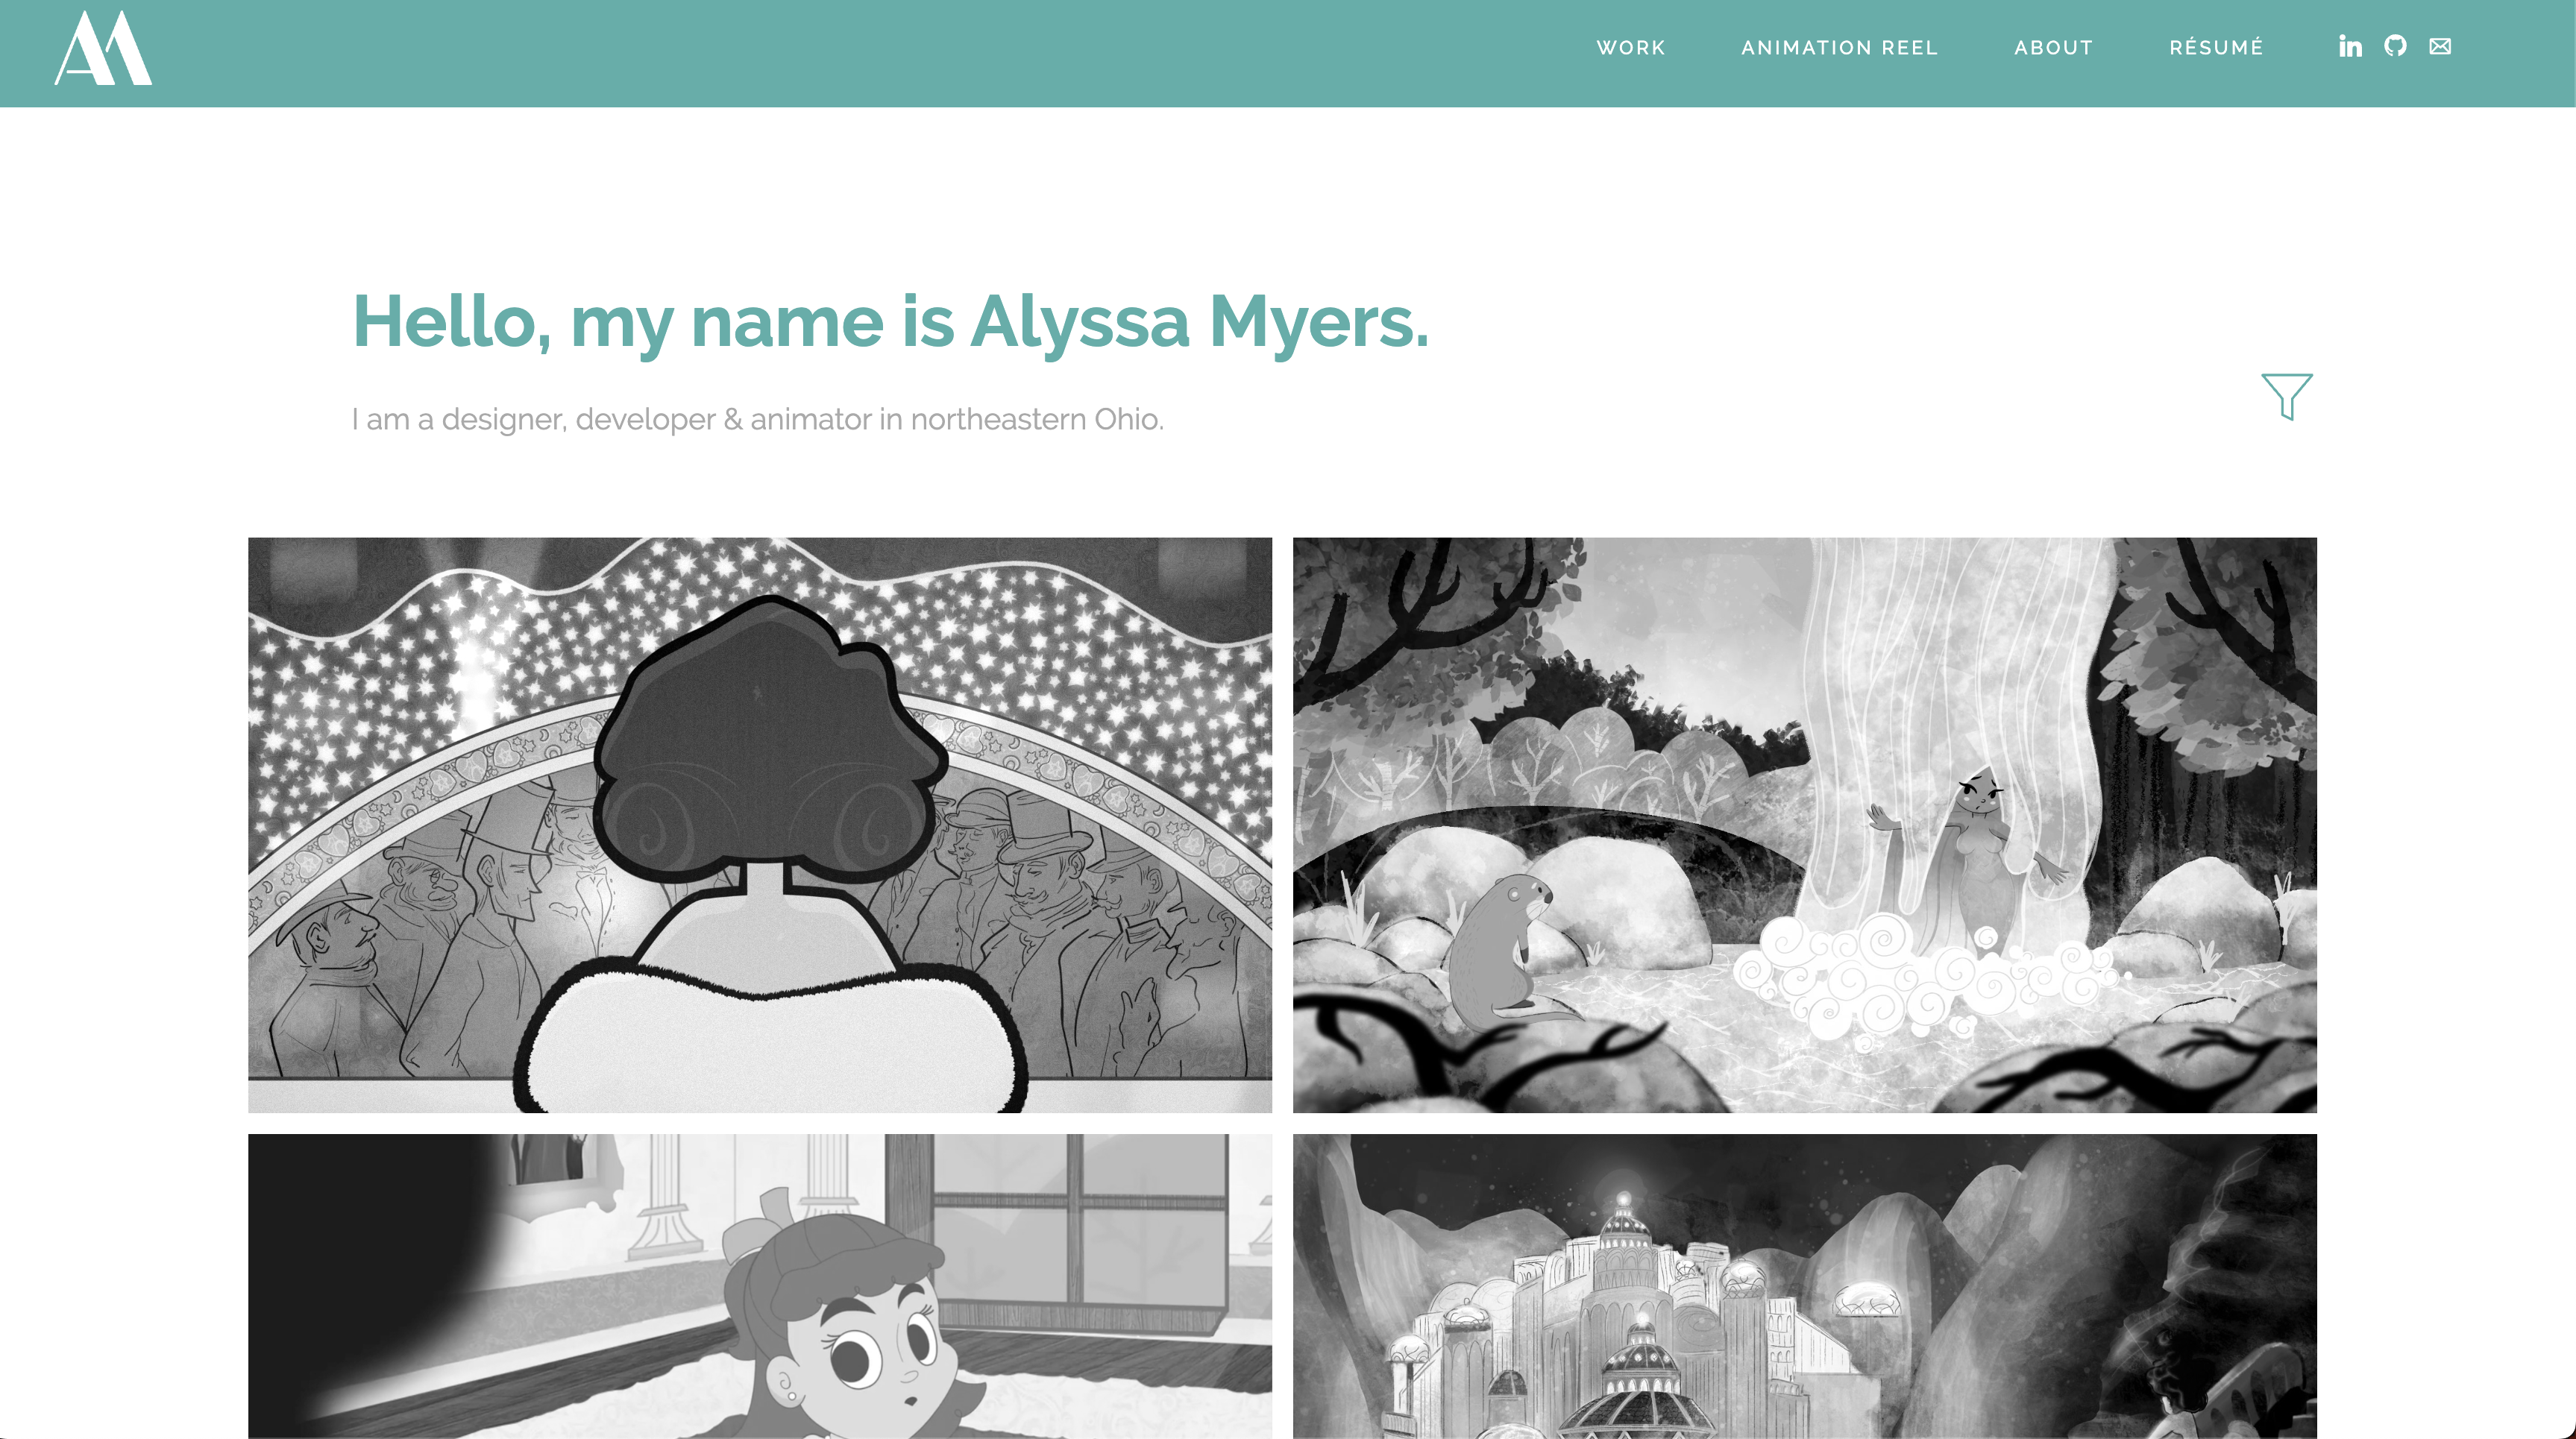 AM
WORK ANIMATION REEL ABOUT RÉSUMÉ in
Hello, my name is Alyssa Myers.
I am a designer, developer & animator in northeastern Ohio.